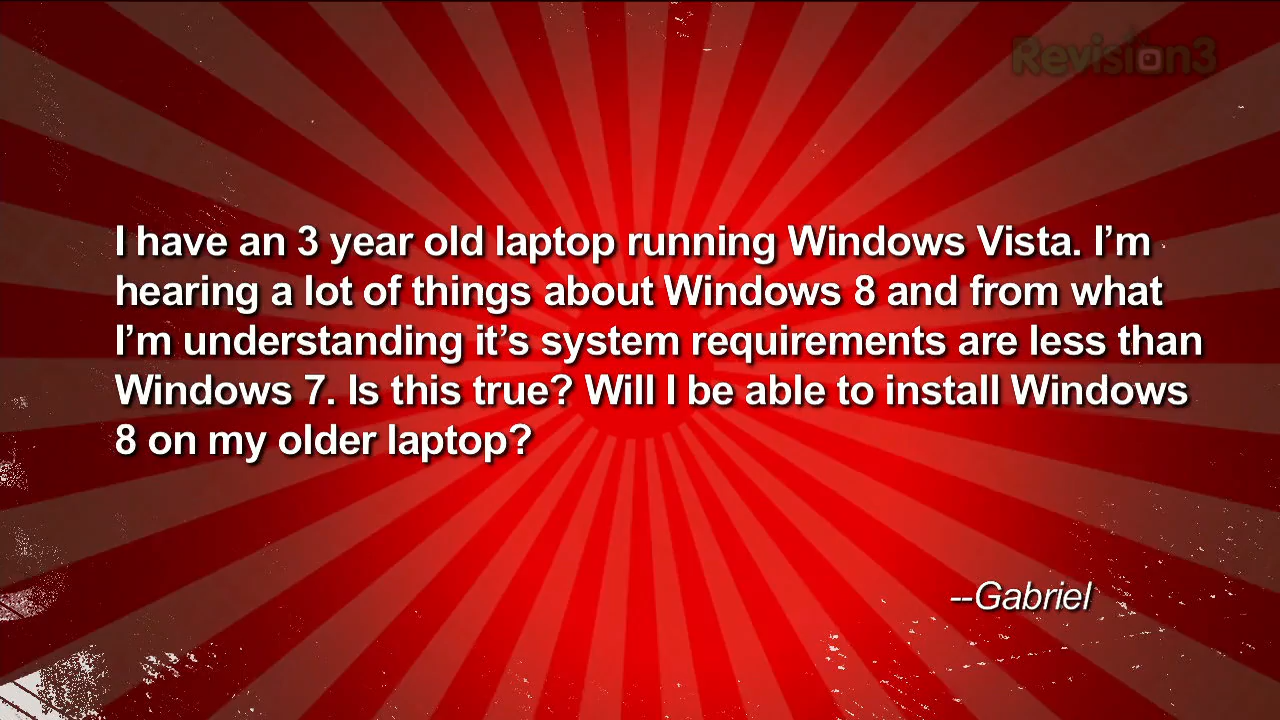 Revision3
I have an 3 year old laptop running Windows Vista. I’m
hearing a lot of things about Windows 8 and from what
I’m understanding it’s system requirements are less than
Windows 7. Is this true? Will I be able to install Windows
8 on my older laptop?
--Gabriel